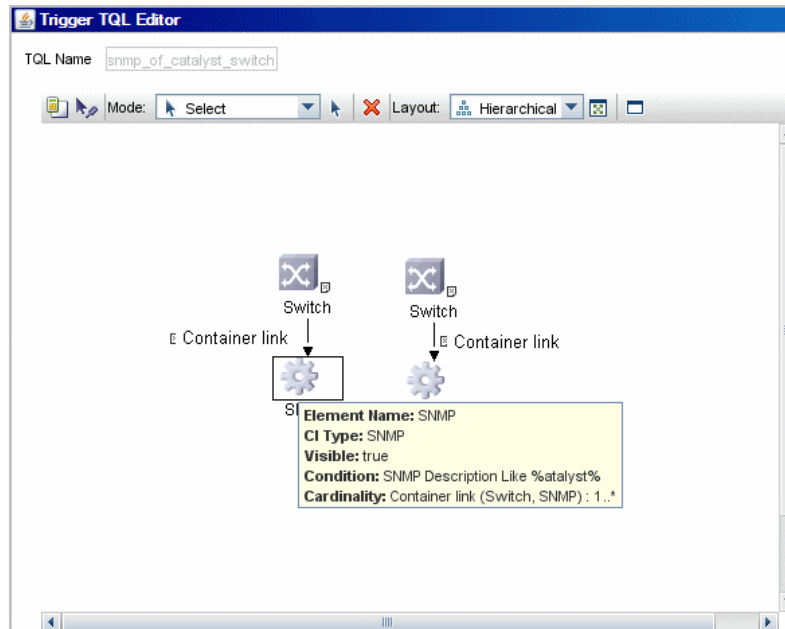 Trigger TQL Editor
TQL Name snmp_of_catalyst_switch
Mode: Select Layout: Hierarchical
Switch Switch
Container link Container link
Element Name: SNMP
CI Type: SNMP
Visible: true
Condition: SNMP Description Like %atalyst%
Cardinality: Container link (Switch, SNMP) : 1..*